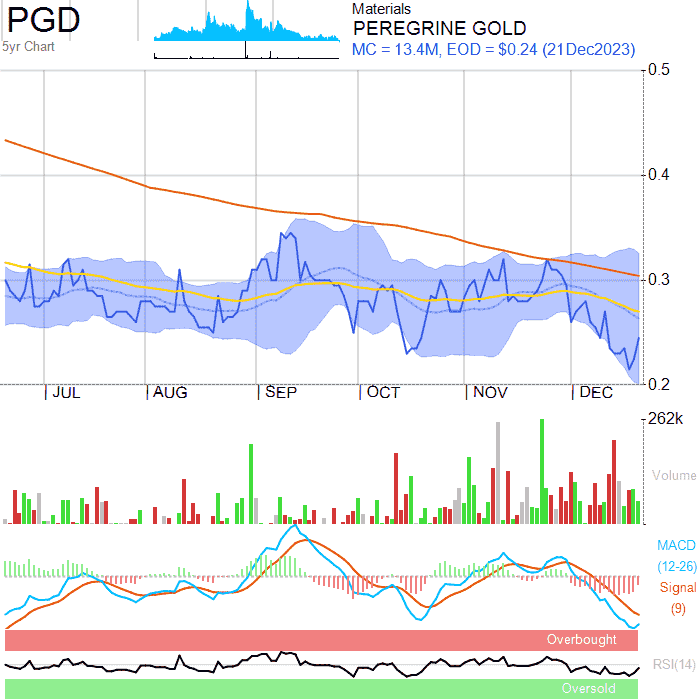 PGD
5yr Chart
Materials
PEREGRINE GOLD
MC = 13.4M, EOD = $0.24 (21Dec2023)
0.5
0.4
0.3
0.2
JUL AUG SEP OCT NOV DEC
262k
Volume
MACD
(12-26)
Signal
(9)
Overbought
RSI(14)
Oversold